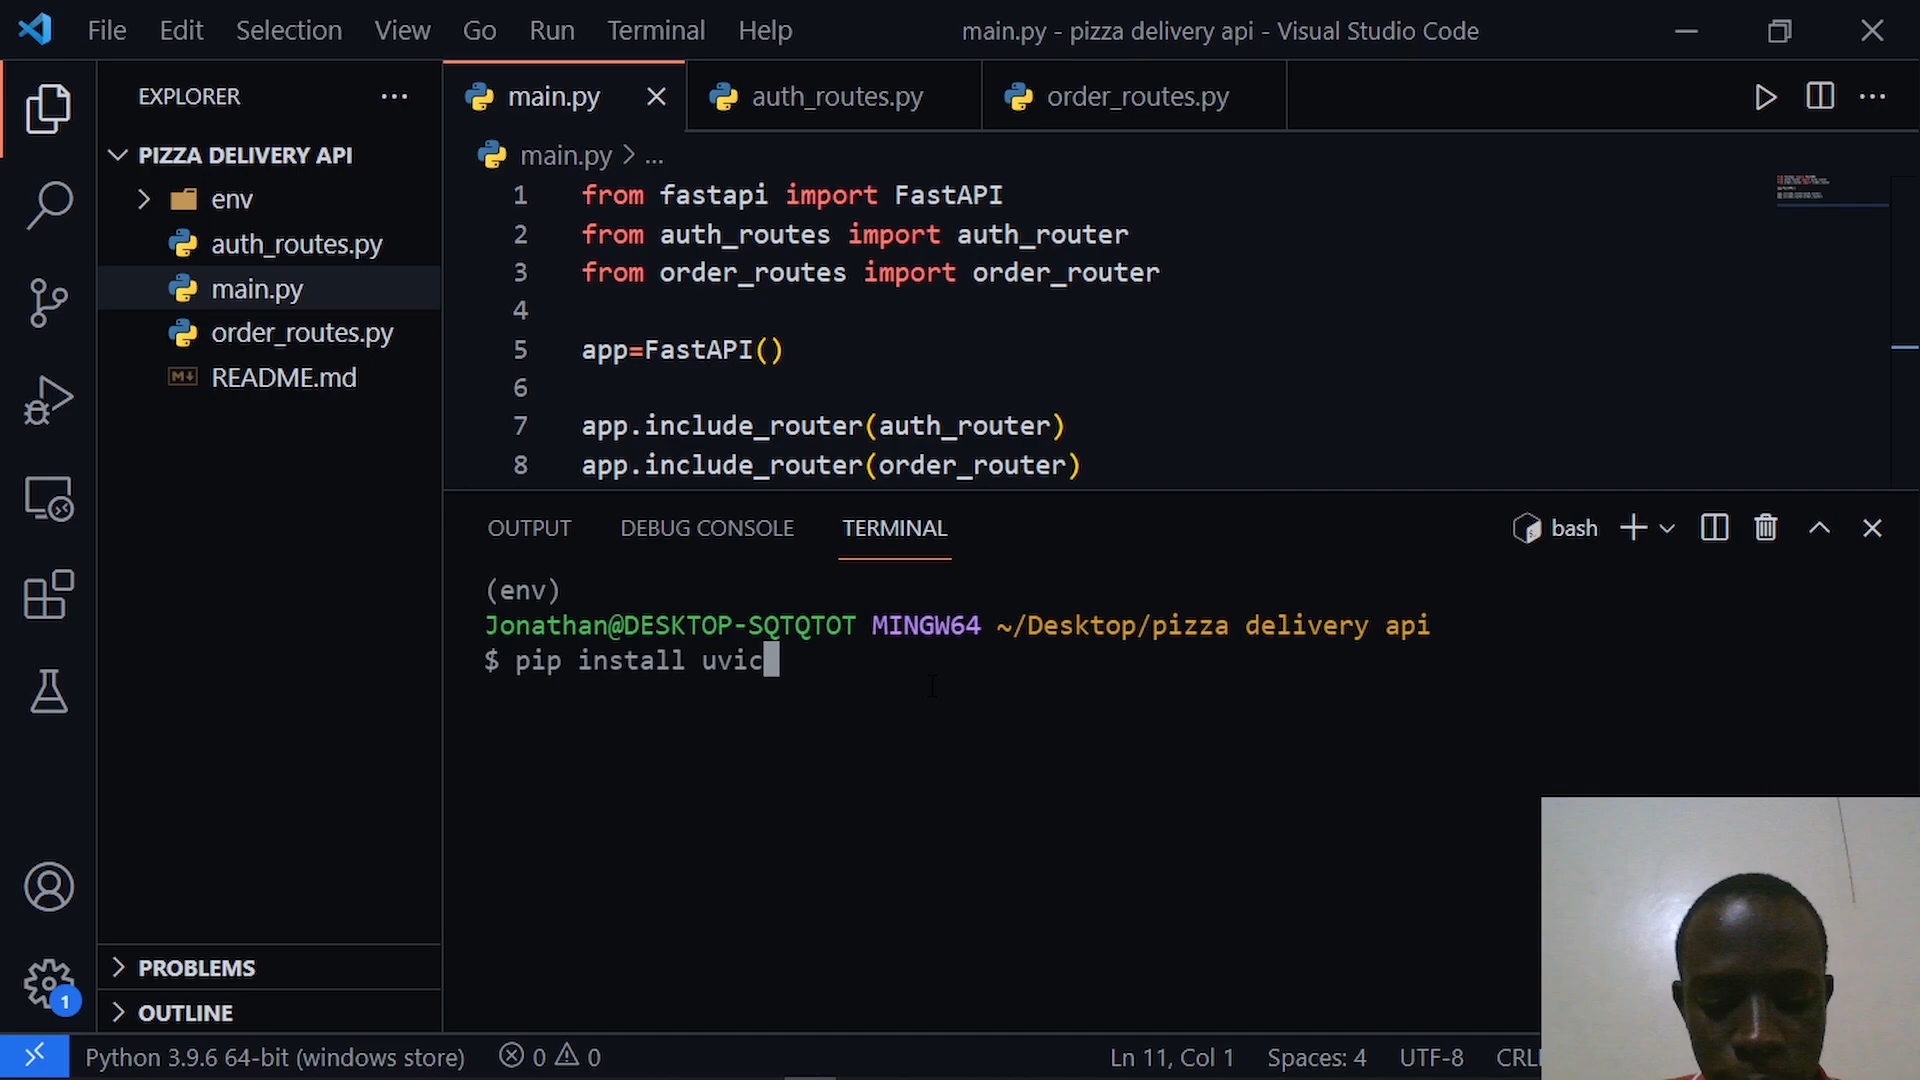 File Edit Selection View Go Run Terminal Help main.py - pizza delivery api - Visual Studio Code
EXPLORER
main.py auth_routes.py order_routes.py
PIZZA DELIVERY API
env
auth_routes.py
main.py
order_routes.py
README.md
main.py > ...
1 from fastapi import FastAPI
2 from auth_routes import auth_router
3 from order_routes import order_router
4
5 app=FastAPI()
6
7 app.include_router(auth_router)
8 app.include_router(order_router)
OUTPUT DEBUG CONSOLE TERMINAL bash
(env)
Jonathan@DESKTOP-SQTQTOT MINGW64 ~/Desktop/pizza delivery api
$ pip install uvic
PROBLEMS
OUTLINE
1
Python 3.9.6 64-bit (windows store) 0 0 Ln 11, Col 1 Spaces: 4 UTF-8